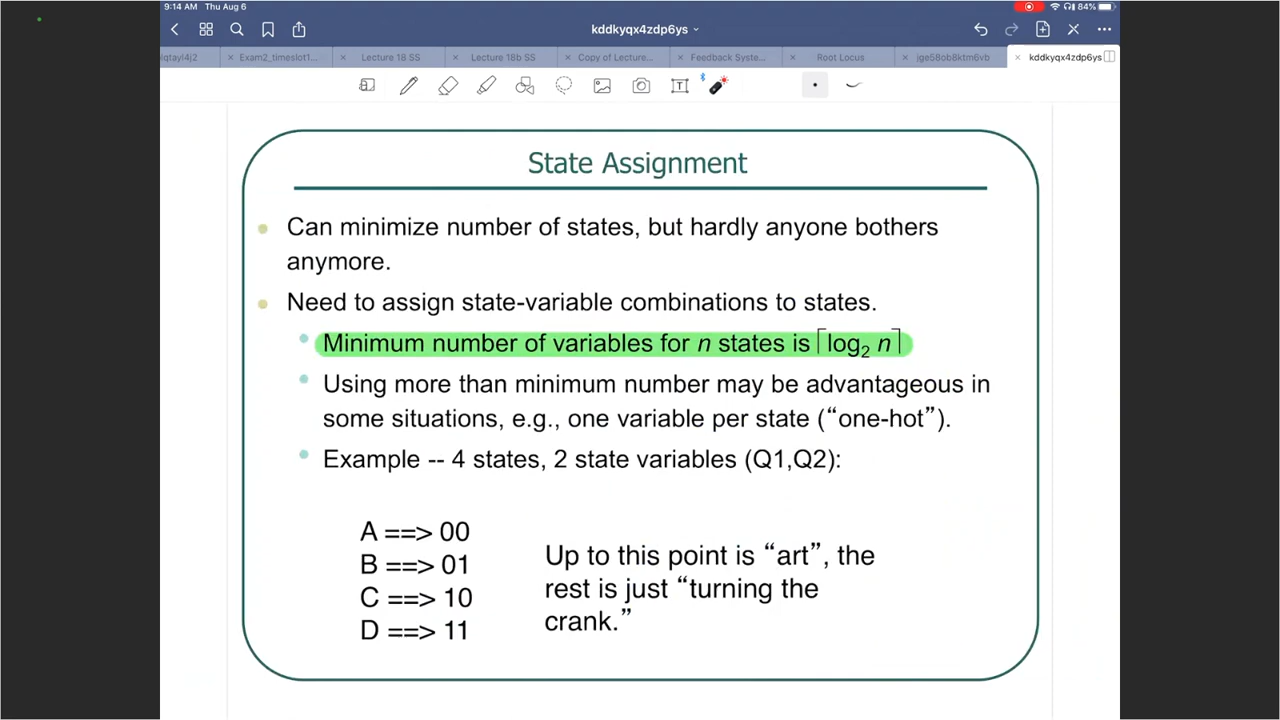 9:14 AM Thu Aug 6
84%
kddkyqx4zdp6ys
Exam2_timeslot1...
Lecture 18 SS
Lecture 18b SS
Copy of Lecture...
Feedback Syste...
Root Locus
jge58ob8ktm6vb
kddkyqx4zdp6ys
State Assignment
Can minimize number of states, but hardly anyone bothers
anymore.
Need to assign state-variable combinations to states.
Minimum number of variables for n states is ⌈log₂ n⌉
Using more than minimum number may be advantageous in
some situations, e.g., one variable per state (“one-hot”).
Example -- 4 states, 2 state variables (Q1,Q2):
A ==> 00
B ==> 01
C ==> 10
D ==> 11
Up to this point is “art”, the
rest is just “turning the
crank.”